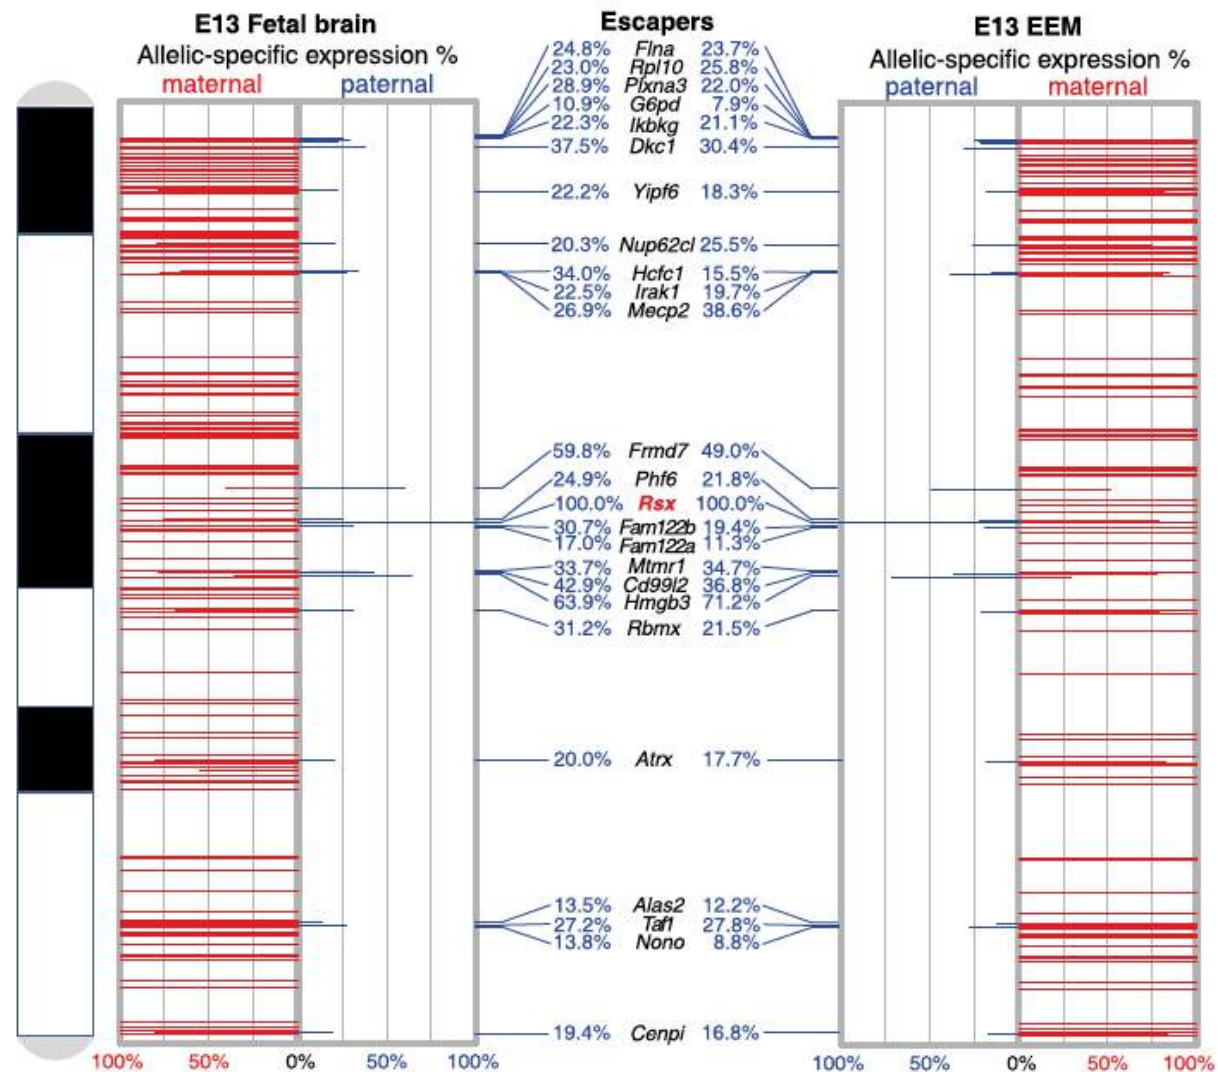 E13 Fetal brain
Allelic-specific expression %
maternal paternal
Escapers
E13 EEM
Allelic-specific expression %
paternal maternal
24.8% Flna 23.7%
23.0% Rpl10 25.8%
28.9% Plxna3 22.0%
10.9% G6pd 7.9%
22.3% Ikbkg 21.1%
37.5% Dkc1 30.4%
22.2% Yipf6 18.3%
20.3% Nup62cl 25.5%
34.0% Hcfc1 15.5%
22.5% Irak1 19.7%
26.9% Mecp2 38.6%
59.8% Frmd7 49.0%
24.9% Phf6 21.8%
100.0% Rsx 100.0%
30.7% Fam122b 19.4%
17.0% Fam122a 11.3%
33.7% Mtmr1 34.7%
42.9% Cd99l2 36.8%
63.9% Hmgb3 71.2%
31.2% Rbmx 21.5%
20.0% Atrx 17.7%
13.5% Alas2 12.2%
27.2% Taf1 27.8%
13.8% Nono 8.8%
19.4% Cenpi 16.8%
100% 50% 0% 50% 100% 100% 50% 0% 50% 100%